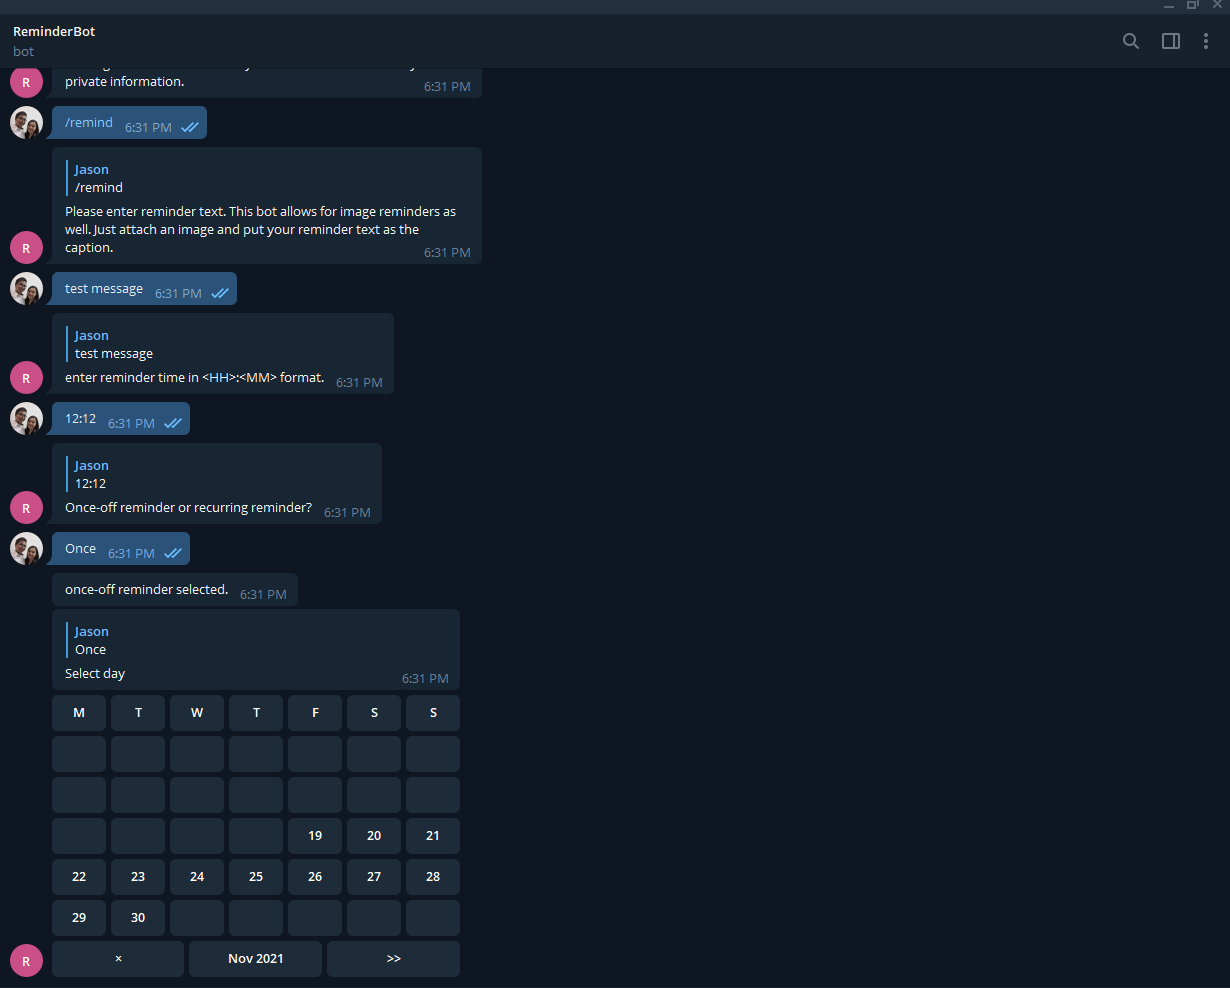 ReminderBot
bot
private information.
6:31 PM
R
/remind 6:31 PM
Jason
/remind
Please enter reminder text. This bot allows for image reminders as
well. Just attach an image and put your reminder text as the
caption.
6:31 PM
R
test message 6:31 PM
Jason
test message
enter reminder time in <HH>:<MM> format. 6:31 PM
R
12:12 6:31 PM
Jason
12:12
Once-off reminder or recurring reminder? 6:31 PM
R
Once 6:31 PM
once-off reminder selected. 6:31 PM
Jason
Once
Select day 6:31 PM
M T W T F S S
19 20 21
22 23 24 25 26 27 28
29 30
R
× Nov 2021 >>